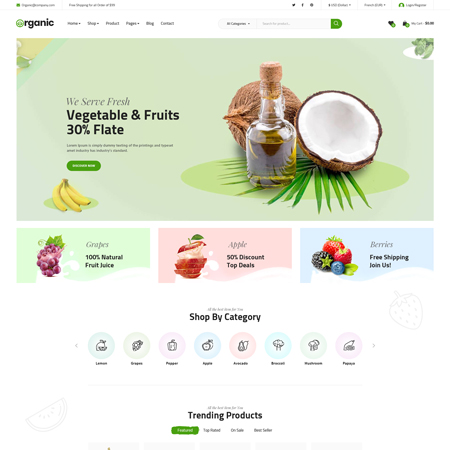 Organic@company.com
Free Shipping for all Order of $99
$ USD (Dollar)
French (EUR)
Login Register
Organic
Home
Shop
Product
Pages
Blog
Contact
All Categories
Search product...
My Cart - $0.00
We Serve Fresh
Vegetable & Fruits
30% Flate
Lorem Ipsum is simply dummy texting of the printings and typeset
amet industry has industry's standard.
DISCOVER NOW
Grapes
100% Natural
Fruit Juice
Apple
50% Discount
Top Deals
Berries
Free Shipping
Join Us!
All the best item for You
Shop By Category
Lemon
Grapes
Pepper
Apple
Avocado
Broccoli
Mushroom
Papaya
All the best item for You
Trending Products
Featured
Top Rated
On Sale
Best Seller